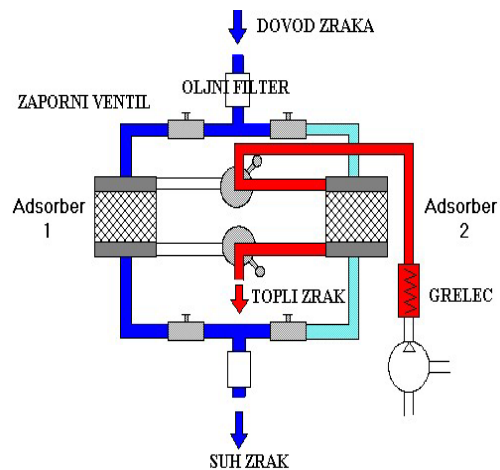 DOVOD ZRAKA
OLJNI FILTER
ZAPORNI VENTIL
Adsorber
1
Adsorber
2
TOPLI ZRAK
GRELEC
SUH ZRAK